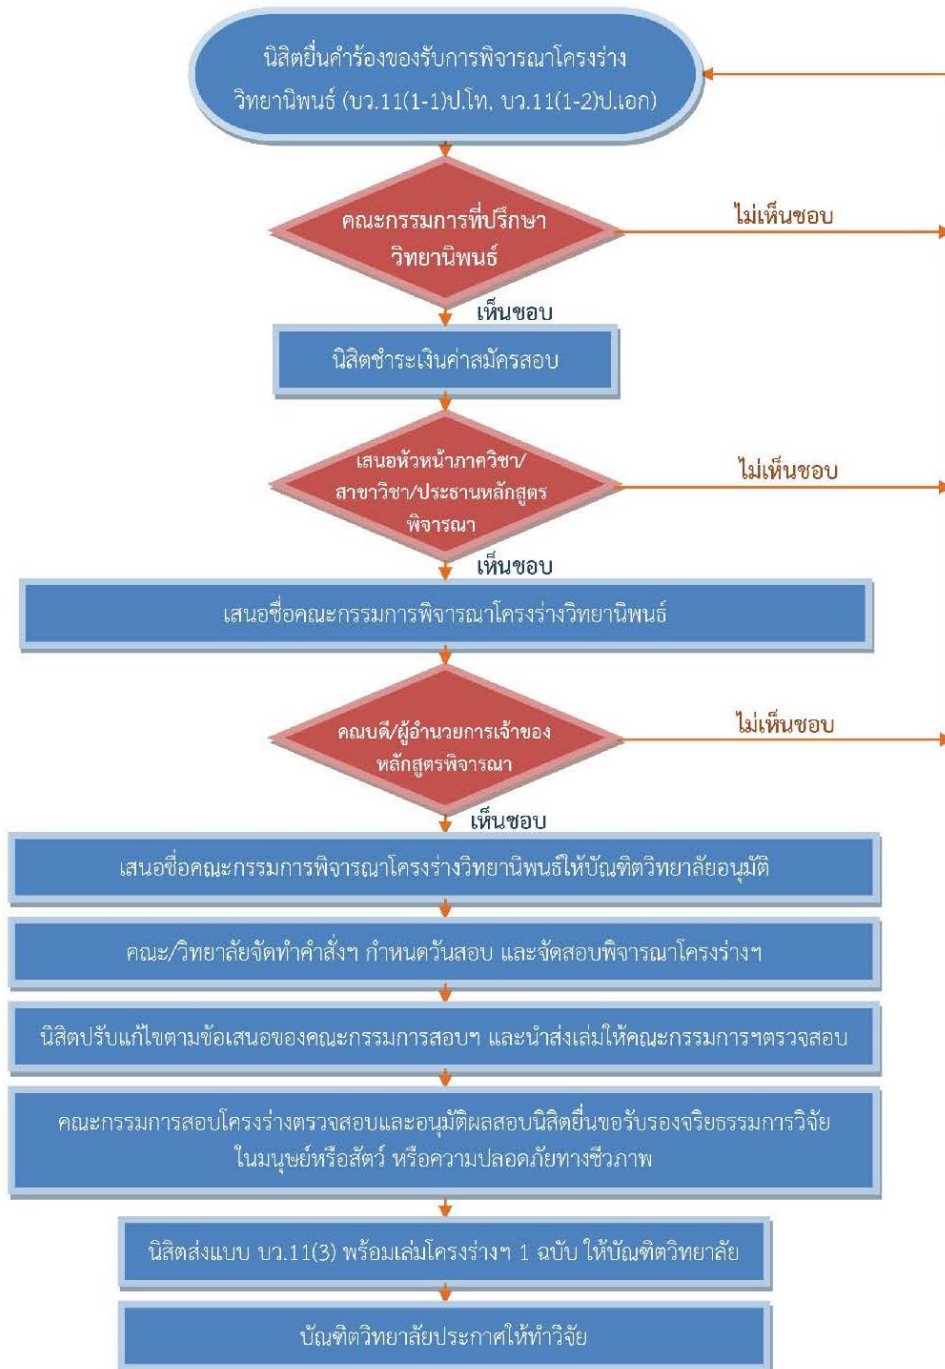 นิสิตยื่นคำร้องของรับการพิจารณาโครงร่าง
วิทยานิพนธ์ (บว.11(1-1)ป.โท, บว.11(1-2)ป.เอก)
คณะกรรมการที่ปรึกษา
วิทยานิพนธ์
ไม่เห็นชอบ
เห็นชอบ
นิสิตชำระเงินค่าสมัครสอบ
เสนอหัวหน้าภาควิชา/
สาขาวิชา/ประธานหลักสูตร
พิจารณา
ไม่เห็นชอบ
เห็นชอบ
เสนอชื่อคณะกรรมการพิจารณาโครงร่างวิทยานิพนธ์
คณบดี/ผู้อำนวยการเจ้าของ
หลักสูตรพิจารณา
ไม่เห็นชอบ
เห็นชอบ
เสนอชื่อคณะกรรมการพิจารณาโครงร่างวิทยานิพนธ์ให้บัณฑิตวิทยาลัยอนุมัติ
คณะ/วิทยาลัยจัดทำคำสั่งฯ กำหนดวันสอบ และจัดสอบพิจารณาโครงร่างฯ
นิสิตปรับแก้ไขตามข้อเสนอของคณะกรรมการสอบฯ และนำส่งเล่มให้คณะกรรมการฯตรวจสอบ
คณะกรรมการสอบโครงร่างตรวจสอบและอนุมัติผลสอบนิสิตยื่นขอรับรองจริยธรรมการวิจัย
ในมนุษย์หรือสัตว์ หรือความปลอดภัยทางชีวภาพ
นิสิตส่งแบบ บว.11(3) พร้อมเล่มโครงร่างฯ 1 ฉบับ ให้บัณฑิตวิทยาลัย
บัณฑิตวิทยาลัยประกาศให้ทำวิจัย